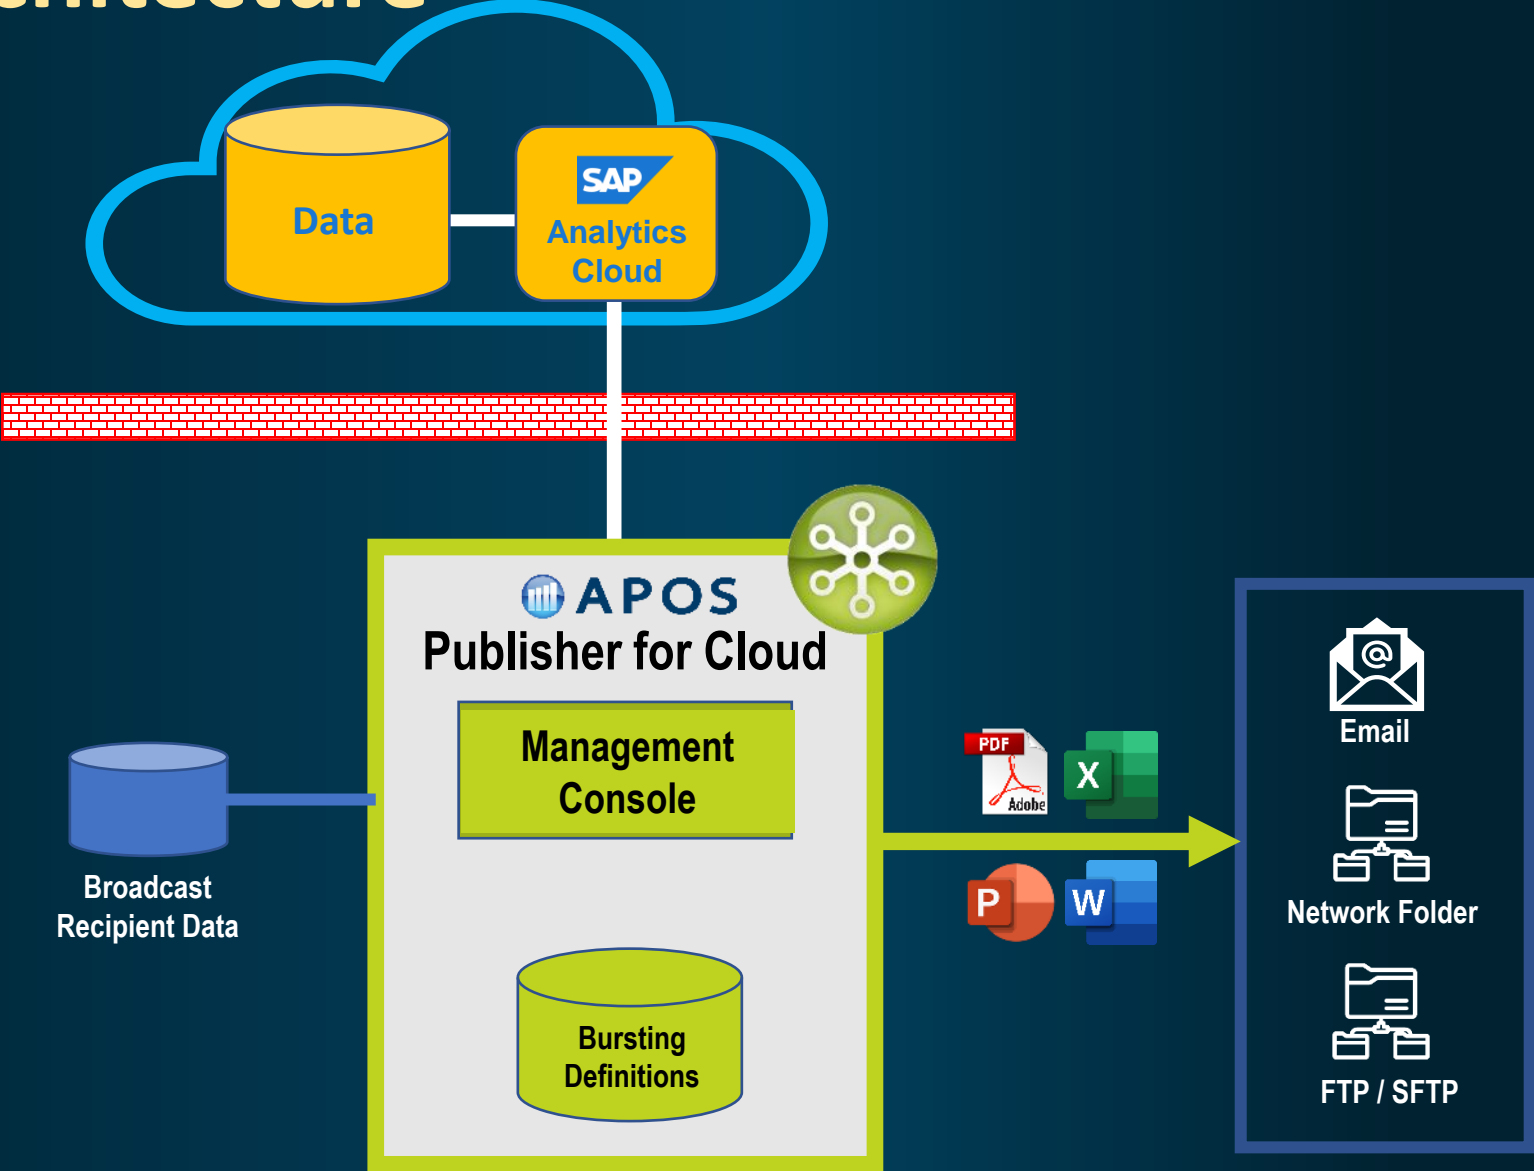 SAP
Data
Analytics
Cloud
APOS
Publisher for Cloud
Management
Console
Broadcast
Recipient Data
Bursting
Definitions
PDF
Adobe
X
P
W
@
Email
Network Folder
FTP / SFTP